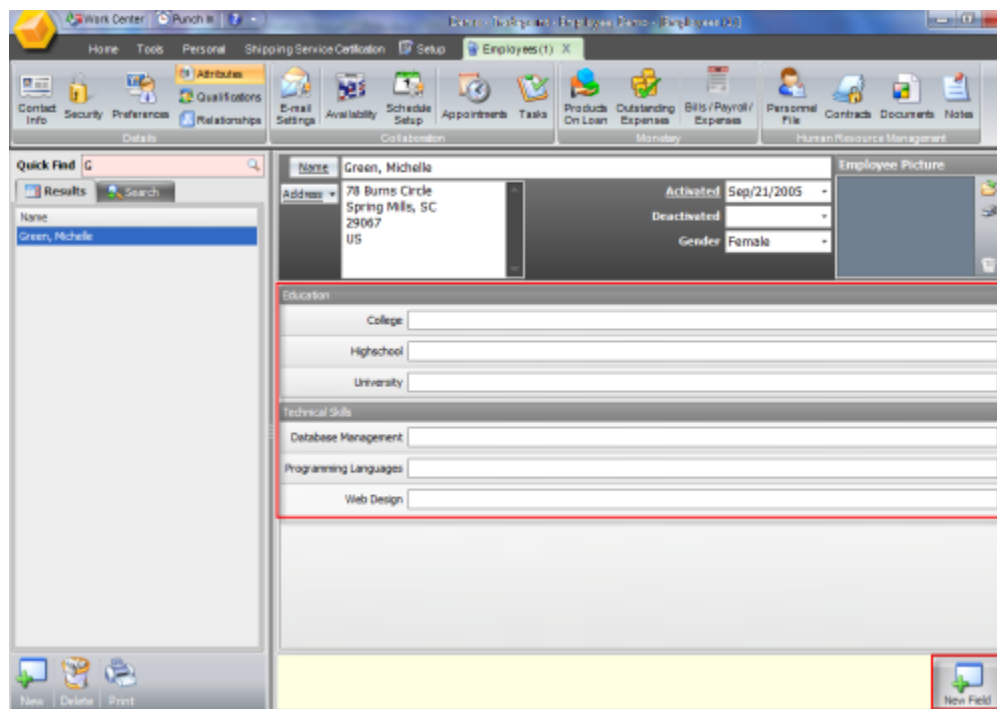 Work Center Punch In
Home Tools Personal Shipping Service Certification Setup Employees (1) X
Contact Info Security Preferences Attributes Qualifications Relationships
E-mail Settings Availability Schedule Setup Appointments Tasks
Products On Loan Outstanding Expenses Bills / Payroll / Expenses
Personnel File Contracts Documents Notes
Details Collaboration Monetary Human Resource Management
Quick Find G
Results Search
Name
Green, Michelle
Name Green, Michelle
Employee Picture
Address 78 Burns Circle
Spring Mills, SC
29067
US
Activated Sep/21/2005
Deactivated
Gender Female
Education
College
Highschool
University
Technical Skills
Database Management
Programming Languages
Web Design
New Delete Print
New Field